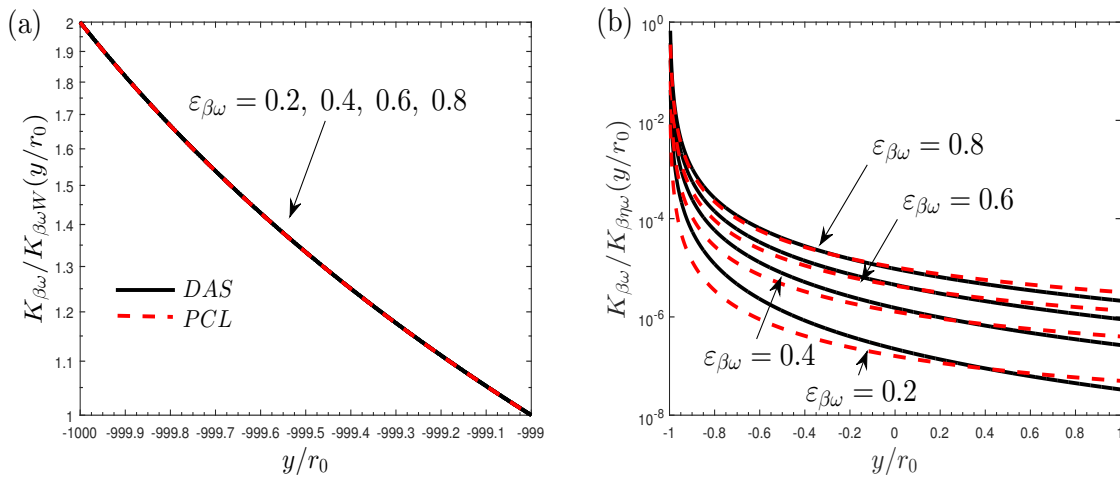 (a)
2
1.9
1.8
1.7
1.6
1.5
1.4
1.3
1.2
1.1
1
K_{βω}/K_{βωW}(y/r_0)
ε_{βω} = 0.2, 0.4, 0.6, 0.8
DAS
PCL
-1000 -999.9 -999.8 -999.7 -999.6 -999.5 -999.4 -999.3 -999.2 -999.1 -999
y/r_0
(b)
10^0
10^{-2}
10^{-4}
10^{-6}
10^{-8}
K_{βω}/K_{βηω}(y/r_0)
ε_{βω} = 0.8
ε_{βω} = 0.6
ε_{βω} = 0.4
ε_{βω} = 0.2
-1 -0.8 -0.6 -0.4 -0.2 0 0.2 0.4 0.6 0.8 1
y/r_0